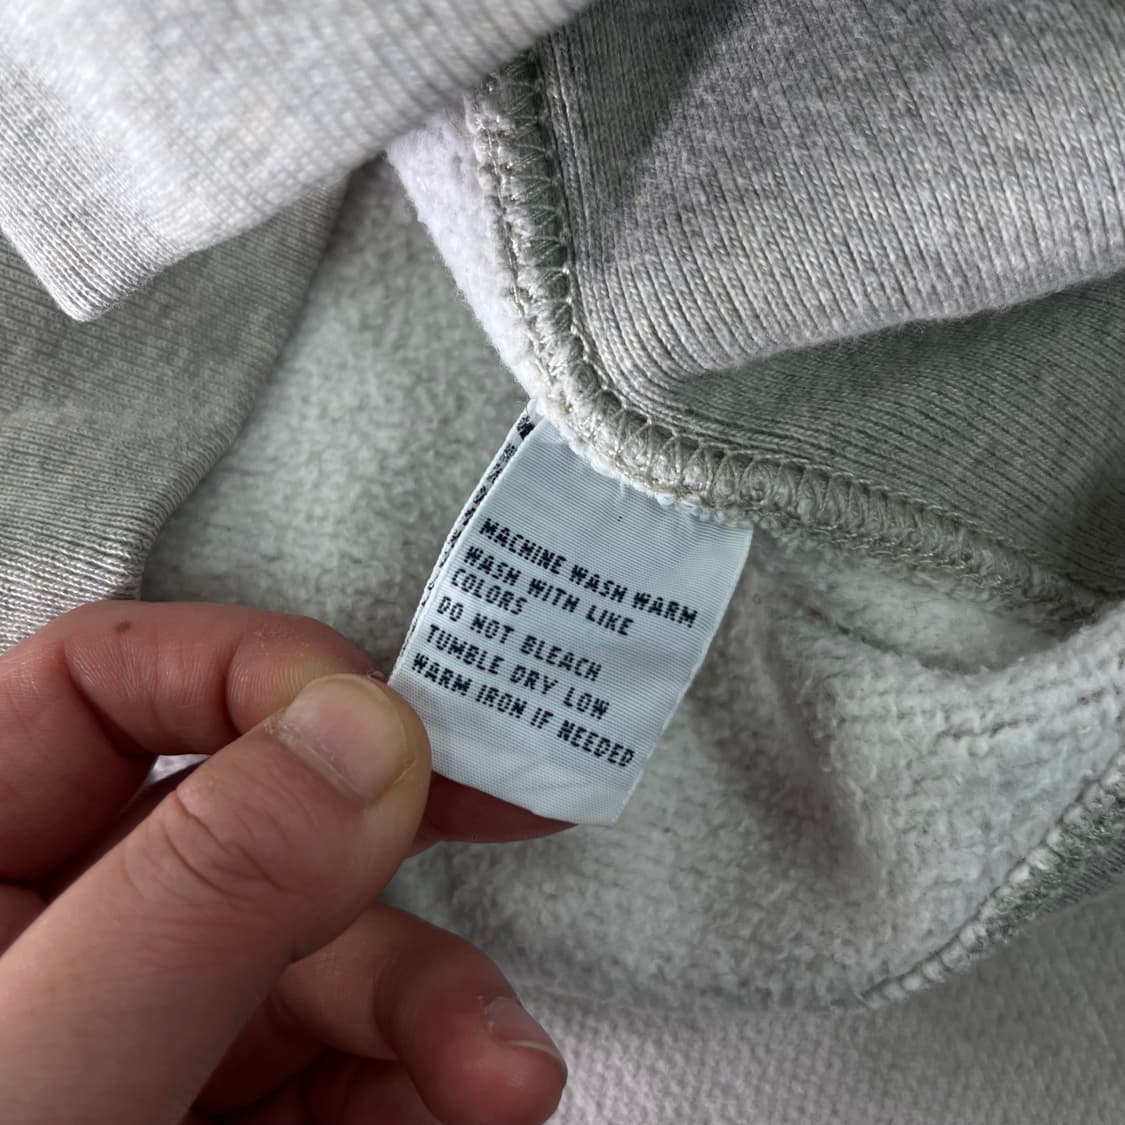 MACHINE WASH WARM
WASH WITH LIKE
COLORS
DO NOT BLEACH
TUMBLE DRY LOW
WARM IRON IF NEEDED